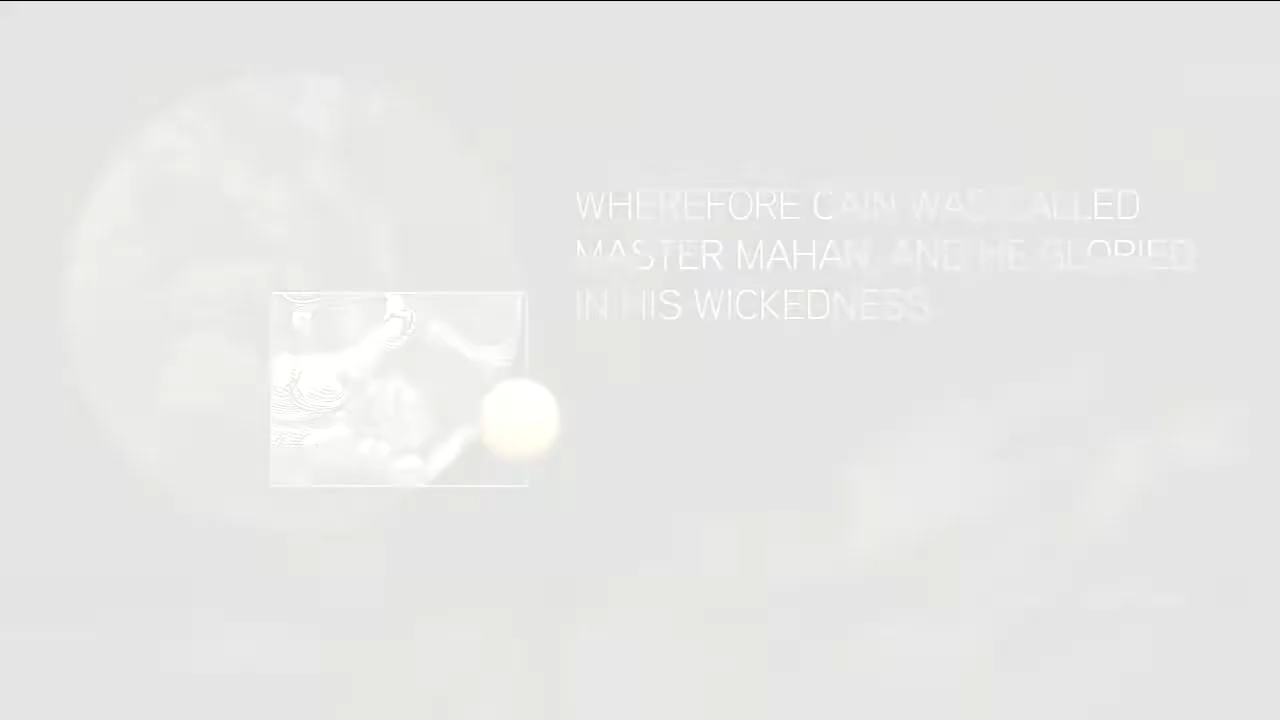 WHEREFORE CAIN WAS CALLED
MASTER MAHAN, AND HE GLORIED
IN HIS WICKEDNESS